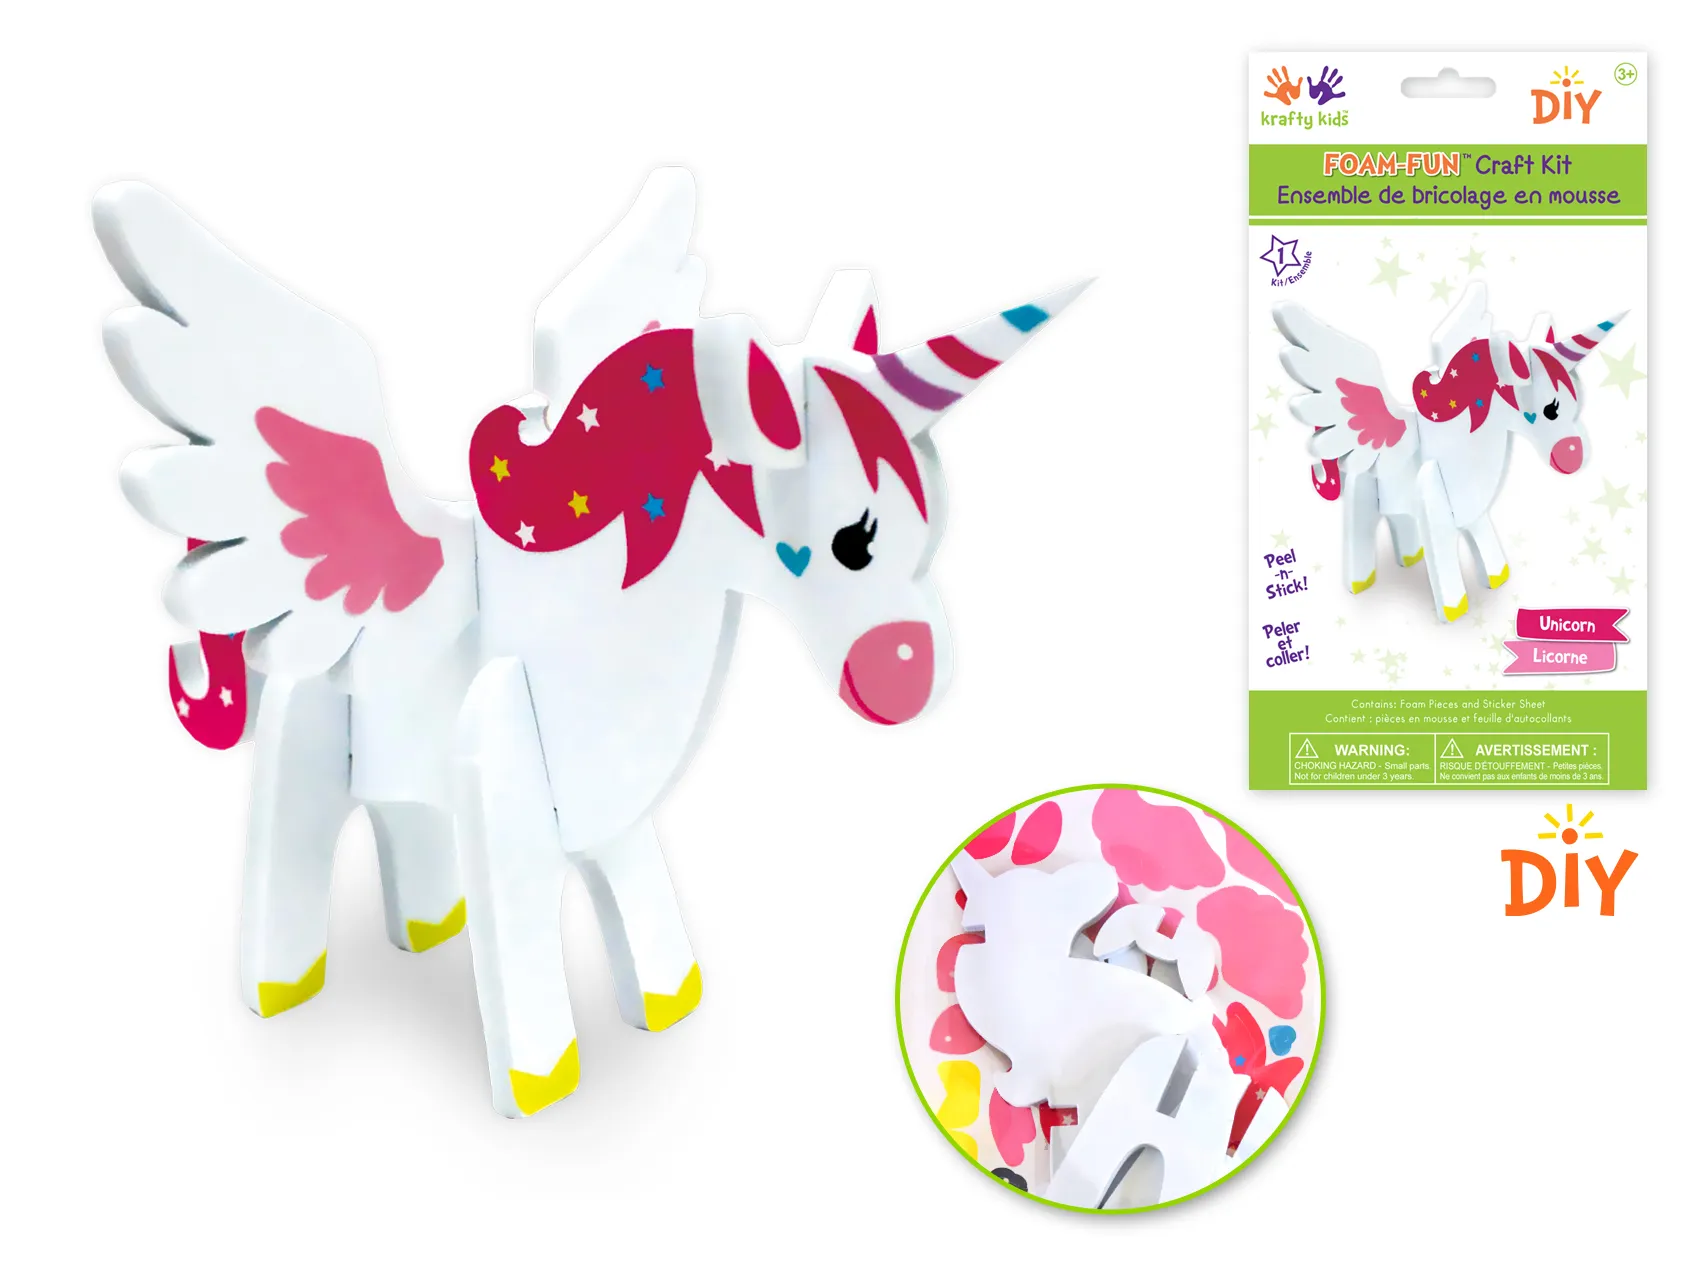 krafty kids™
DIY
3+
FOAM-FUN™ Craft Kit
Ensemble de bricolage en mousse
1
Kit/Ensemble
Peel
-n-
Stick!
Peler
et
coller!
Unicorn
Licorne
Contains: Foam Pieces and Sticker Sheet
Contient : pièces en mousse et feuille d'autocollants
WARNING:
CHOKING HAZARD - Small parts.
Not for children under 3 years.
AVERTISSEMENT :
RISQUE D'ÉTOUFFEMENT - Petites pièces.
Ne convient pas aux enfants de moins de 3 ans.
DIY